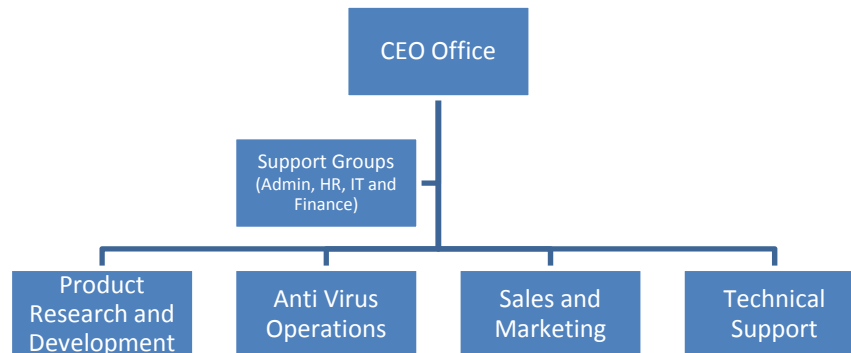 CEO Office
Support Groups
(Admin, HR, IT and
Finance)
Product
Research and
Development
Anti Virus
Operations
Sales and
Marketing
Technical
Support